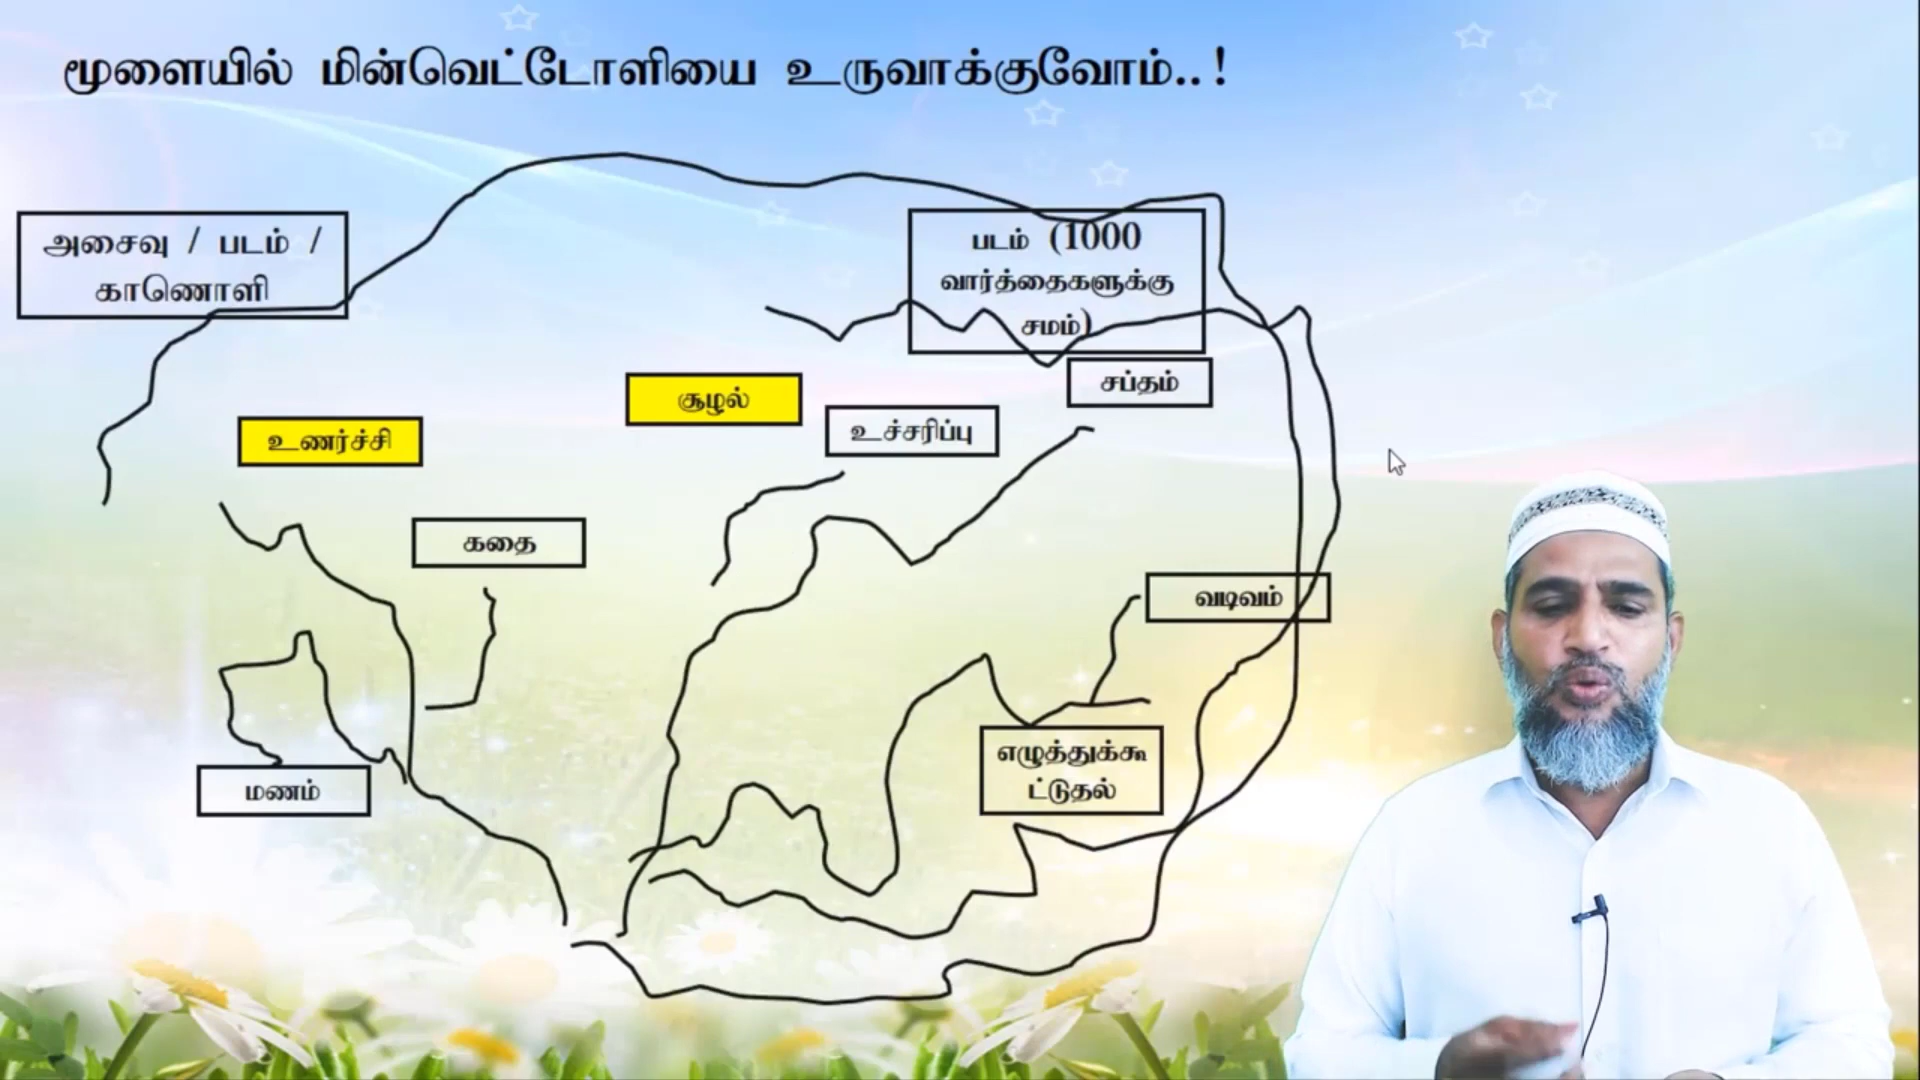 மூளையில் மின்வெட்டோளியை உருவாக்குவோம்..!
அசைவு / படம் /
காணொளி
படம் (1000
வார்த்தைகளுக்கு
சமம்)
சப்தம்
சூழல்
உச்சரிப்பு
உணர்ச்சி
கதை
வடிவம்
எழுத்துக்கூ
ட்டுதல்
மணம்